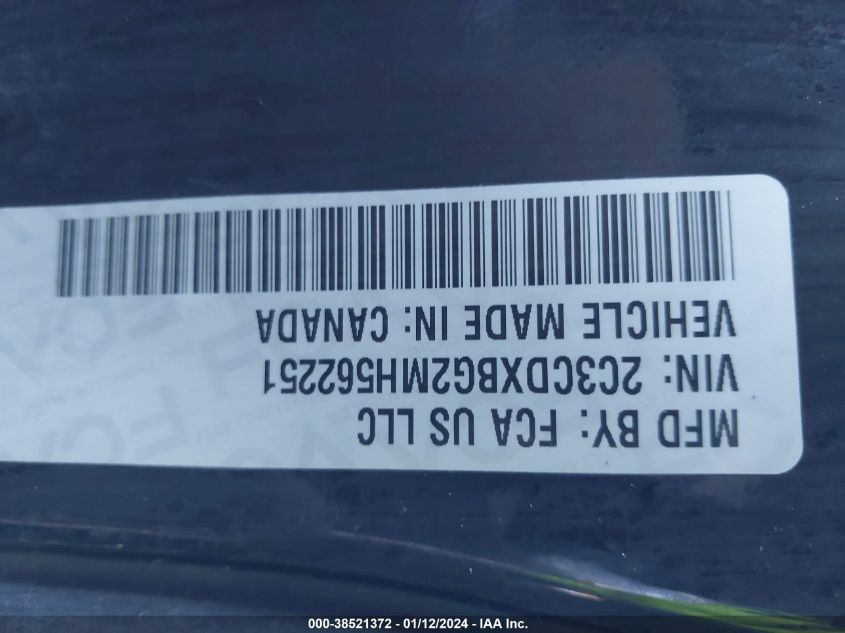 MFD BY: FCA US LLC
VIN: 2C3CDXBG2MH562251
VEHICLE MADE IN: CANADA
000-38521372 - 01/12/2024 - IAA Inc.